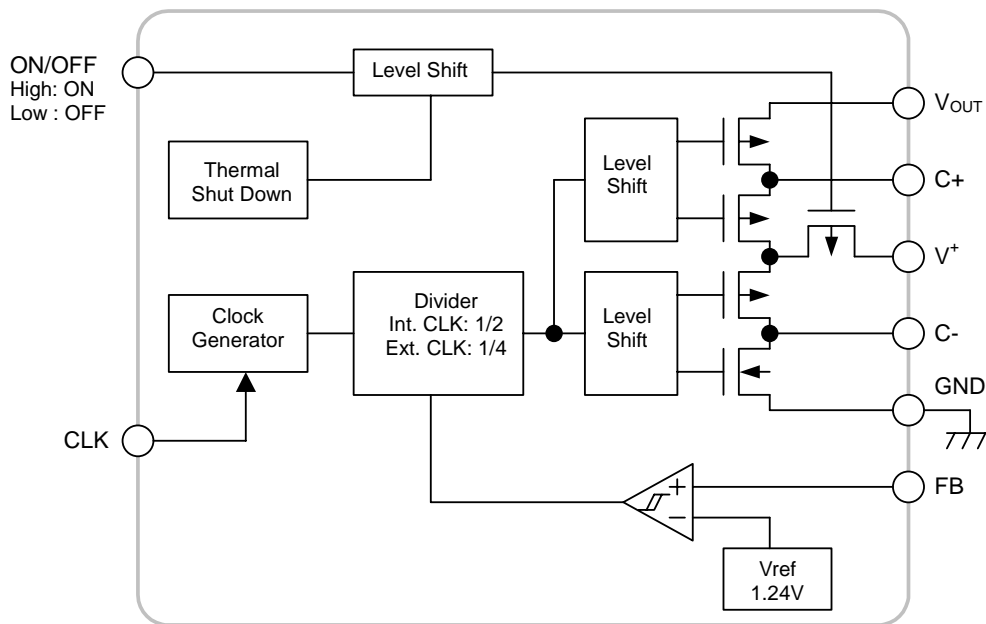 ON/OFF
High: ON
Low : OFF
Level Shift
Thermal
Shut Down
Level
Shift
VOUT
C+
V+
Clock
Generator
Divider
Int. CLK: 1/2
Ext. CLK: 1/4
Level
Shift
C-
GND
CLK
FB
+
−
Vref
1.24V